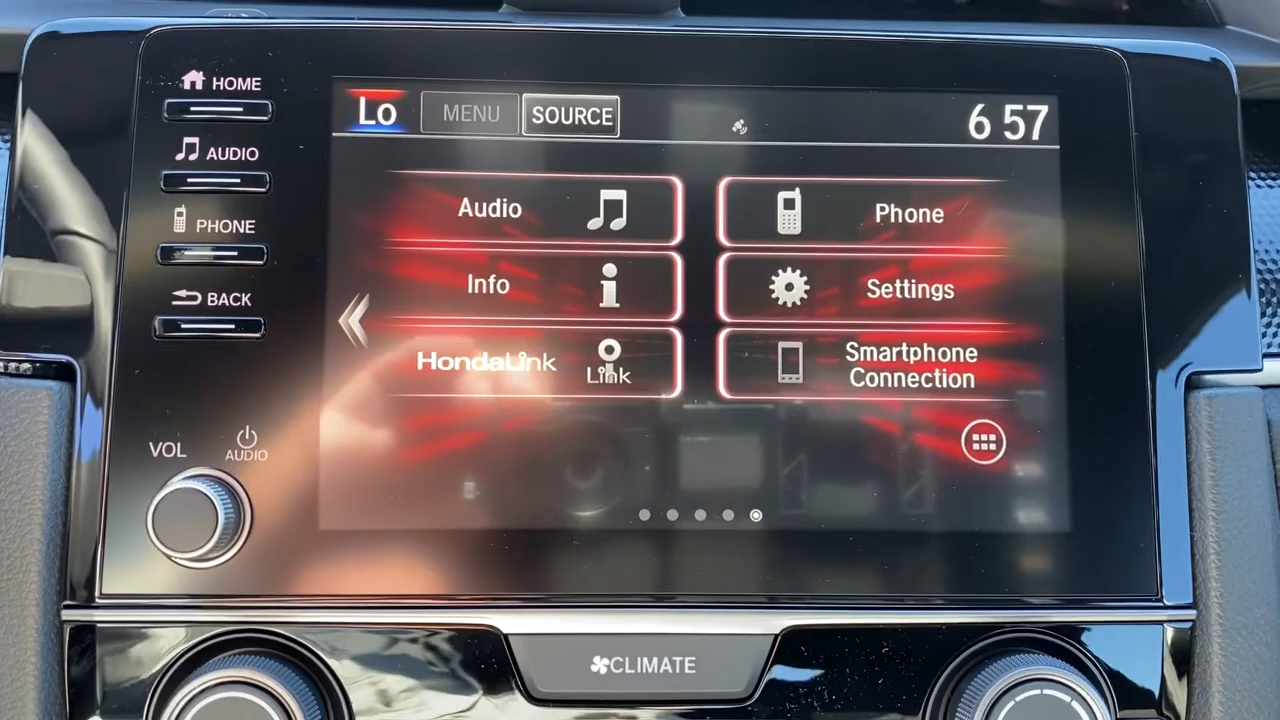 HOME
AUDIO
PHONE
BACK
VOL
AUDIO
Lo MENU SOURCE 6 57
Audio
Phone
Info
Settings
HondaLink
Link
Smartphone
Connection
CLIMATE